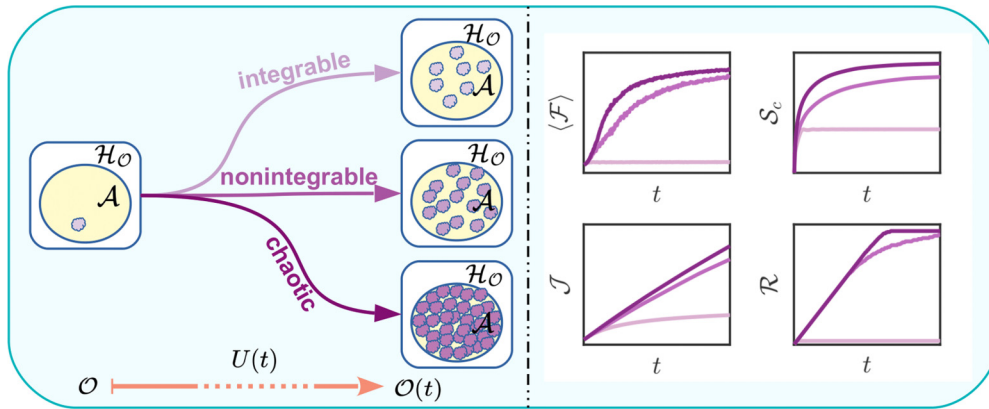 𝓗_𝓞
𝓐
integrable
nonintegrable
chaotic
𝓗_𝓞
𝓐
𝓗_𝓞
𝓐
𝓗_𝓞
𝓐
𝓞
U(t)
𝓞(t)
⟨𝓕⟩
t
𝓢_c
t
𝓙
t
𝓡
t